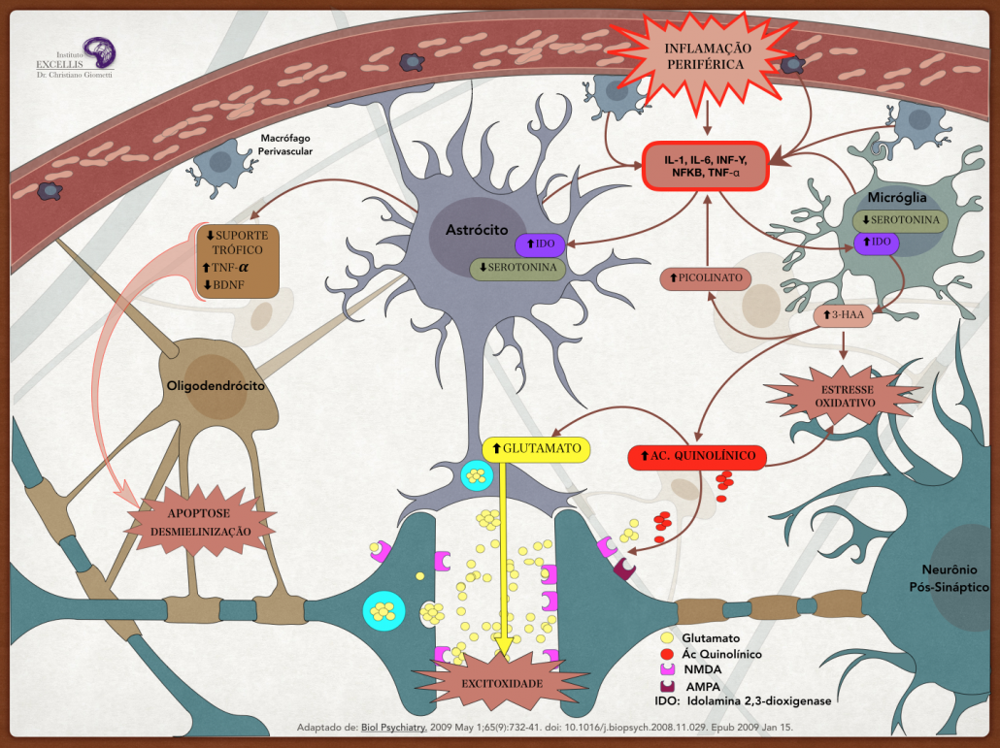 Instituto
EXCELLIS
Dr. Christiano Giometti
INFLAMAÇÃO
PERIFÉRICA
Macrófago
Perivascular
IL-1, IL-6, INF-Y,
NFKB, TNF-α
Micróglia
⬇SEROTONINA
⬆IDO
Astrócito
⬆IDO
⬇SEROTONINA
⬇SUPORTE
TRÓFICO
⬆TNF-α
⬇BDNF
⬆PICOLINATO
⬆3-HAA
Oligodendrócito
ESTRESSE
OXIDATIVO
⬆GLUTAMATO
⬆AC. QUINOLÍNICO
APOPTOSE
DESMIELINIZAÇÃO
Neurônio
Pós-Sináptico
EXCITOXIDADE
Glutamato
Ác Quinolínico
NMDA
AMPA
IDO: Idolamina 2,3-dioxigenase
Adaptado de: Biol Psychiatry. 2009 May 1;65(9):732-41. doi: 10.1016/j.biopsych.2008.11.029. Epub 2009 Jan 15.